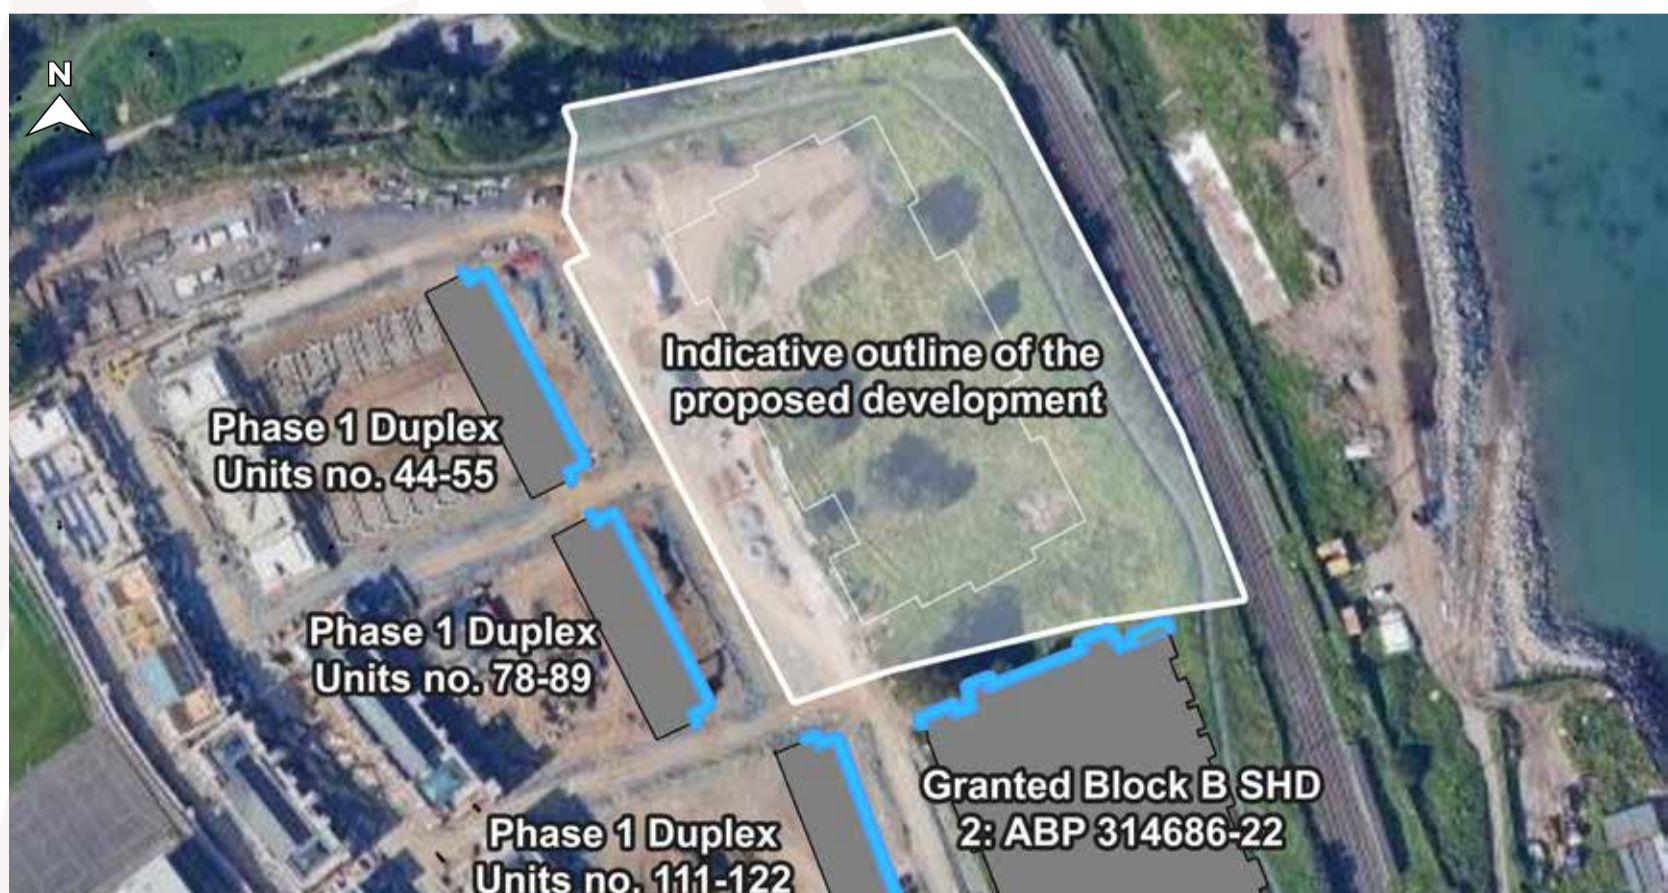 N
Indicative outline of the
proposed development
Phase 1 Duplex
Units no. 44-55
Phase 1 Duplex
Units no. 78-89
Granted Block B SHD
2: ABP 314686-22
Phase 1 Duplex
Units no. 111-122